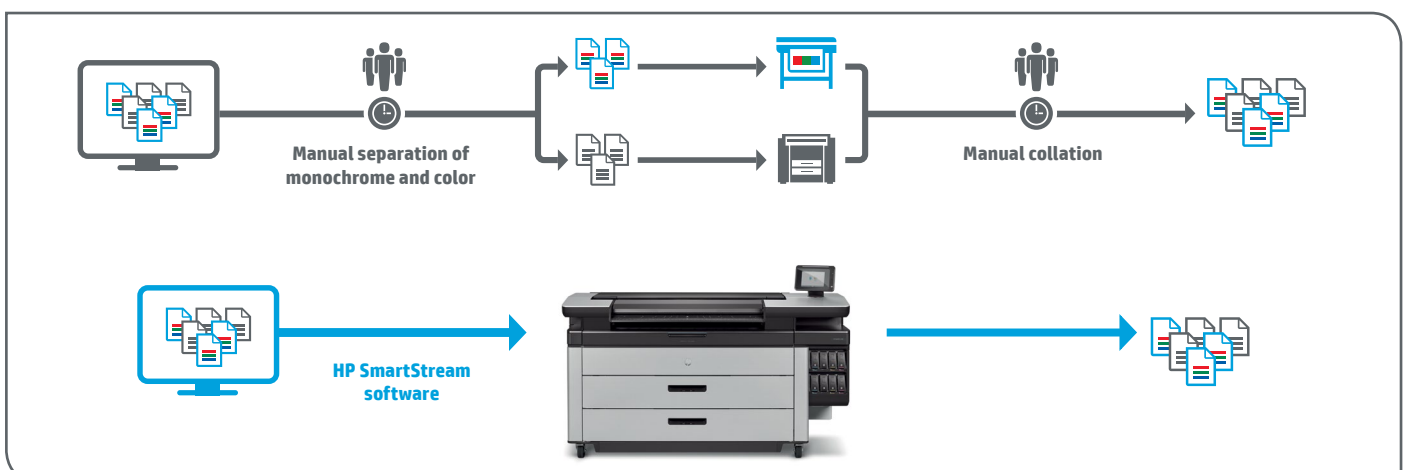 Manual separation of
monochrome and color
Manual collation
HP SmartStream
software